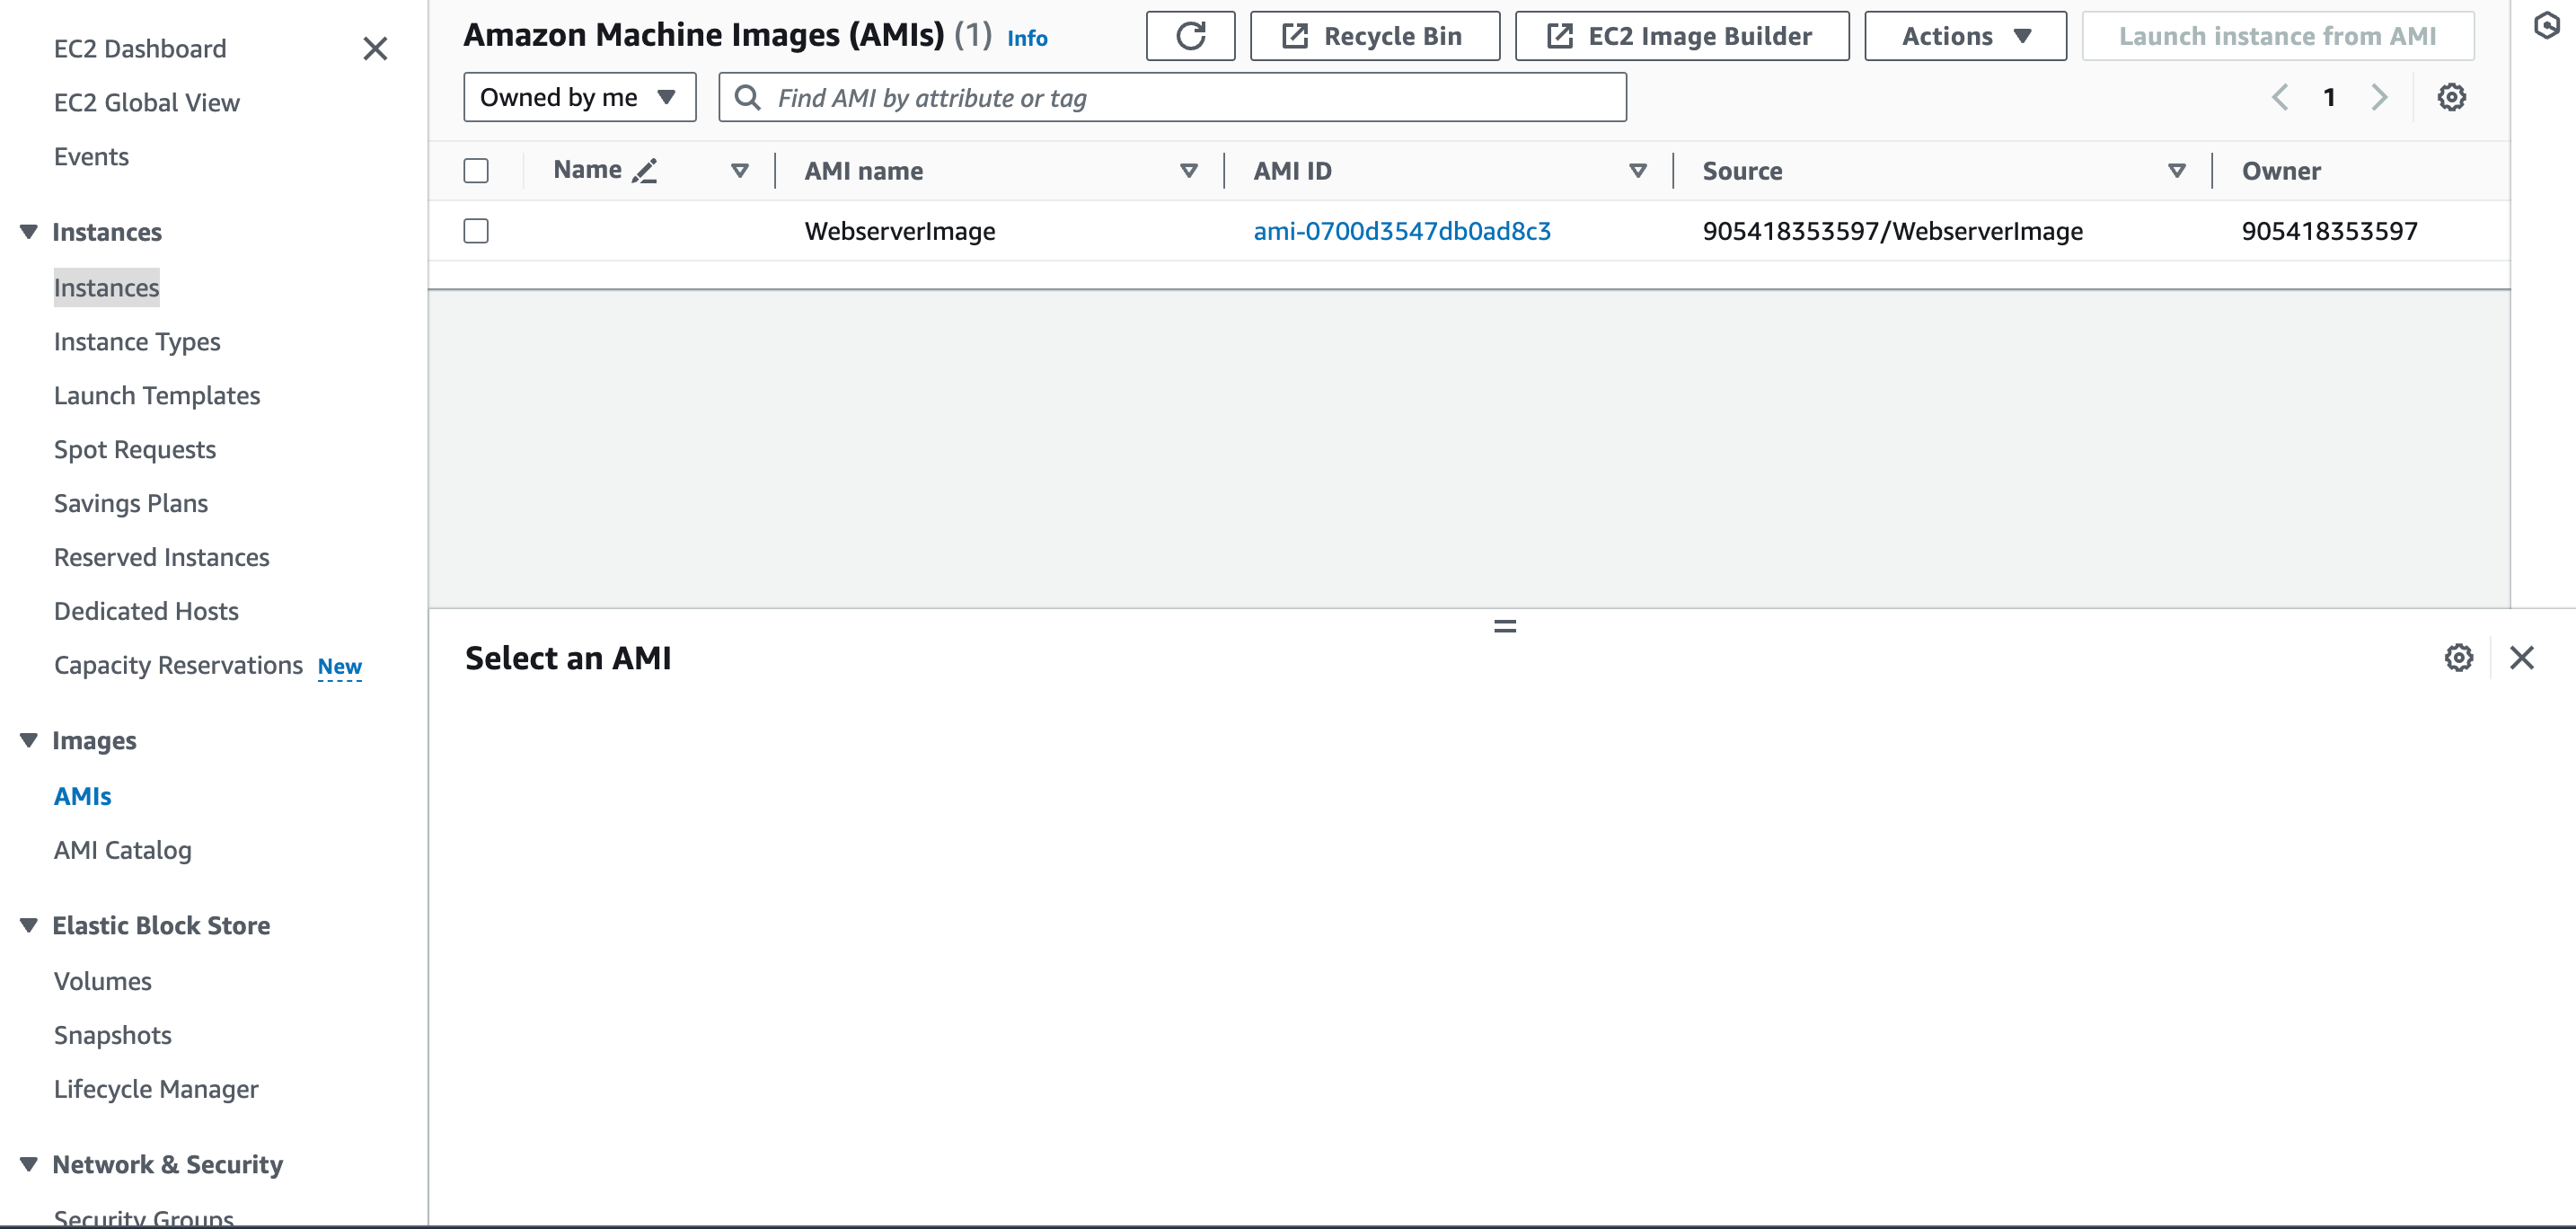 EC2 Dashboard
EC2 Global View
Events
Instances
Instances
Instance Types
Launch Templates
Spot Requests
Savings Plans
Reserved Instances
Dedicated Hosts
Capacity Reservations New
Images
AMIs
AMI Catalog
Elastic Block Store
Volumes
Snapshots
Lifecycle Manager
Network & Security
Security Groups
Amazon Machine Images (AMIs) (1) Info
Recycle Bin
EC2 Image Builder
Actions
Launch instance from AMI
Owned by me
Find AMI by attribute or tag
1
Name AMI name AMI ID Source Owner
WebserverImage ami-0700d3547db0ad8c3 905418353597/WebserverImage 905418353597
Select an AMI